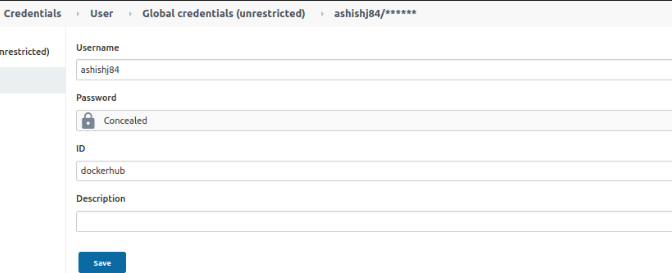 Credentials › User › Global credentials (unrestricted) › ashishj84/******
nrestricted)
Username
ashishj84
Password
Concealed
ID
dockerhub
Description
Save